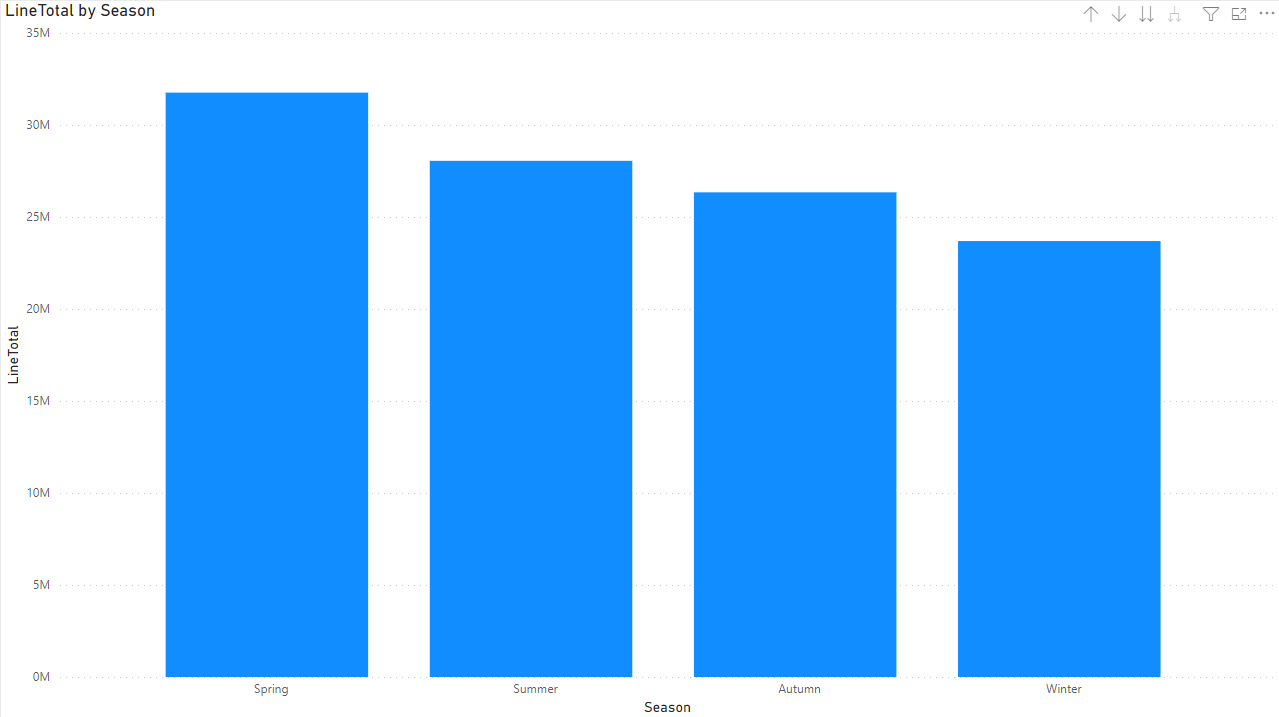 LineTotal by Season
35M
30M
25M
20M
15M
10M
5M
0M
LineTotal
Spring Summer Autumn Winter
Season